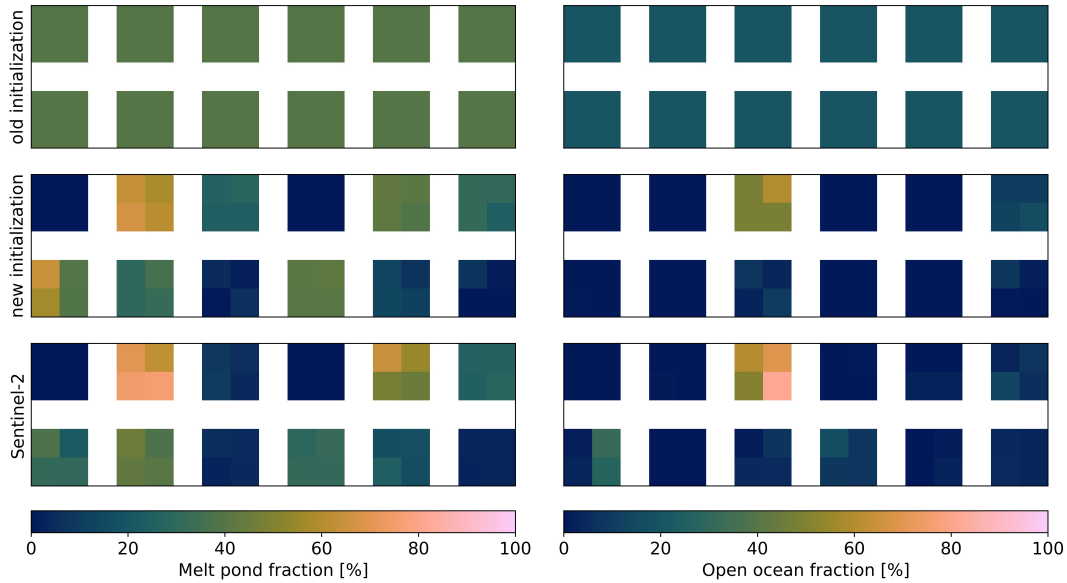 old initialization
new initialization
Sentinel-2
0 20 40 60 80 100
Melt pond fraction [%]
0 20 40 60 80 100
Open ocean fraction [%]